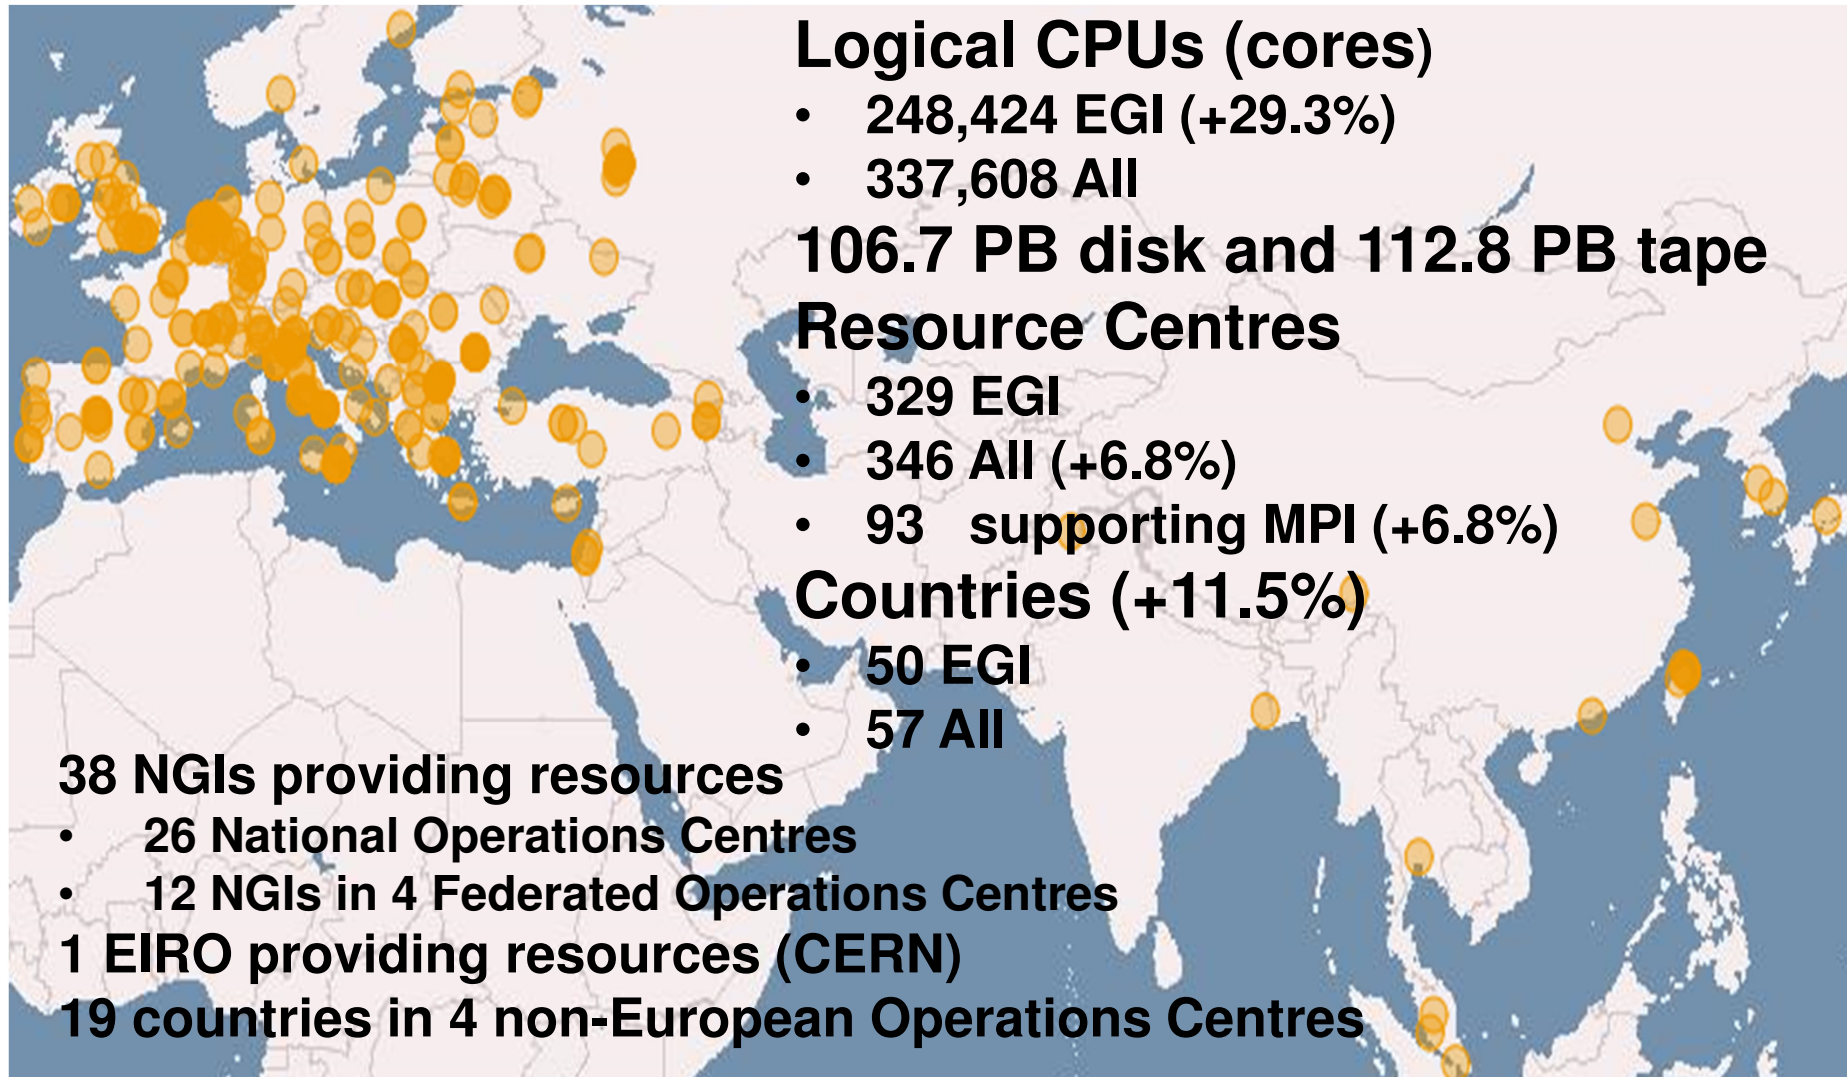 Logical CPUs (cores)
• 248,424 EGI (+29.3%)
• 337,608 All
106.7 PB disk and 112.8 PB tape
Resource Centres
• 329 EGI
• 346 All (+6.8%)
• 93 supporting MPI (+6.8%)
Countries (+11.5%)
• 50 EGI
• 57 All
38 NGIs providing resources
• 26 National Operations Centres
• 12 NGIs in 4 Federated Operations Centres
1 EIRO providing resources (CERN)
19 countries in 4 non-European Operations Centres